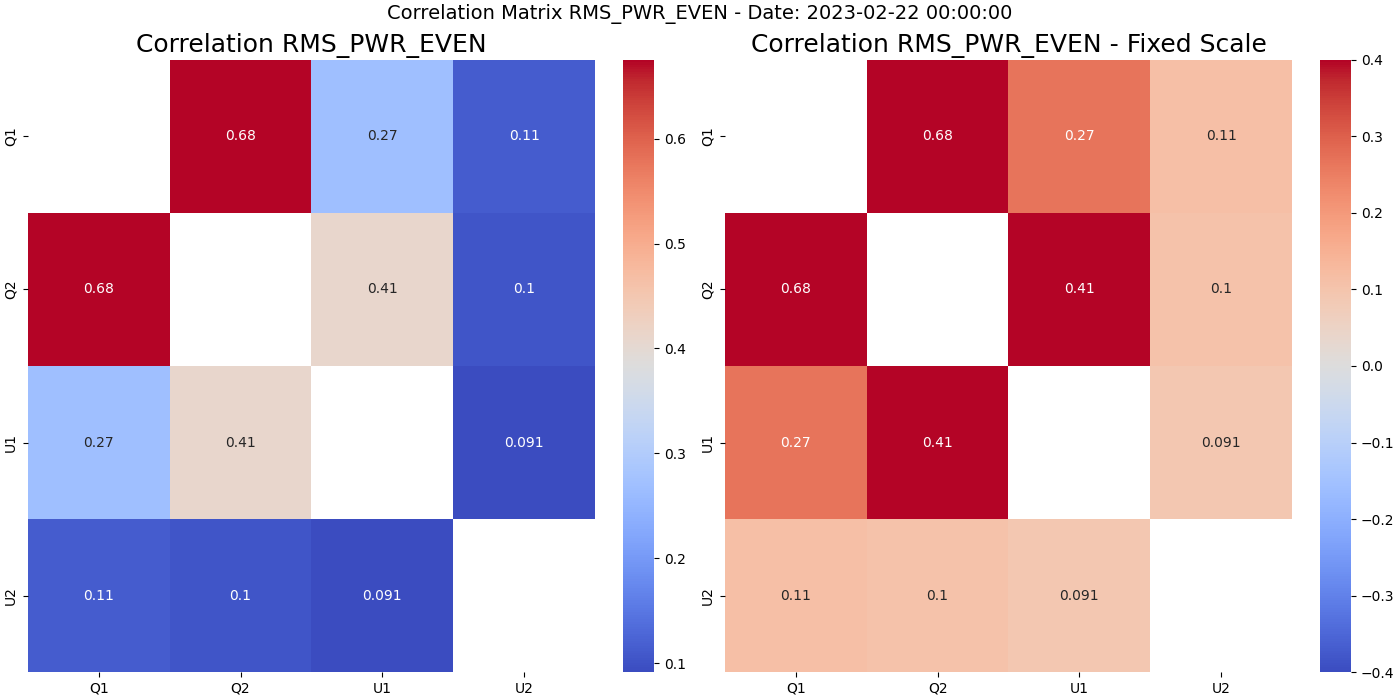 Correlation Matrix RMS_PWR_EVEN - Date: 2023-02-22 00:00:00
Correlation RMS_PWR_EVEN
Q1
0.68
0.27
0.11
Q2
0.68
0.41
0.1
U1
0.27
0.41
0.091
U2
0.11
0.1
0.091
Q1
Q2
U1
U2
0.6
0.5
0.4
0.3
0.2
0.1
Correlation RMS_PWR_EVEN - Fixed Scale
Q1
0.68
0.27
0.11
Q2
0.68
0.41
0.1
U1
0.27
0.41
0.091
U2
0.11
0.1
0.091
Q1
Q2
U1
U2
0.4
0.3
0.2
0.1
0.0
−0.1
−0.2
−0.3
−0.4